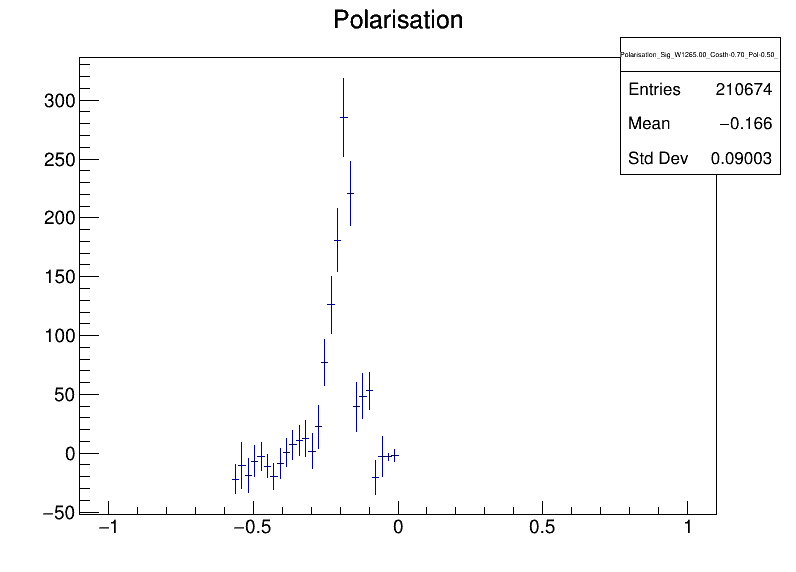 Polarisation
Polarisation_Sig_W1265.00_Costh-0.70_Pol-0.50_
Entries 210674
Mean −0.166
Std Dev 0.09003
300
250
200
150
100
50
0
−50
−1 −0.5 0 0.5 1